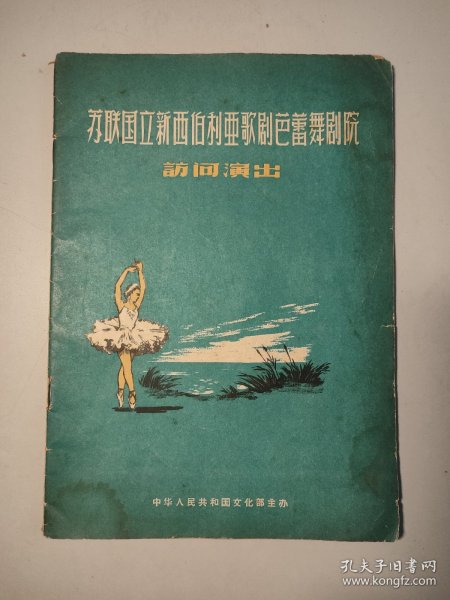 苏联国立新西伯利亚歌剧芭蕾舞剧院
訪问演出
中华人民共和国文化部主办
孔夫子旧书网
www.kongfz.com